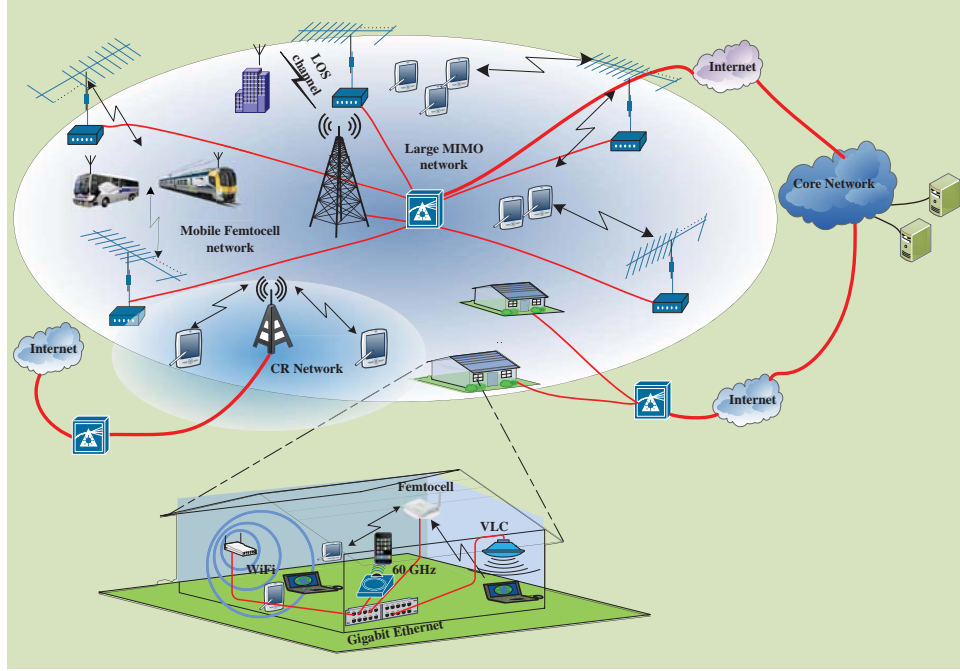 LOS
channel
Internet
Large MIMO
network
Core Network
Mobile Femtocell
network
Internet
CR Network
Internet
Femtocell
VLC
WiFi
60 GHz
Gigabit Ethernet